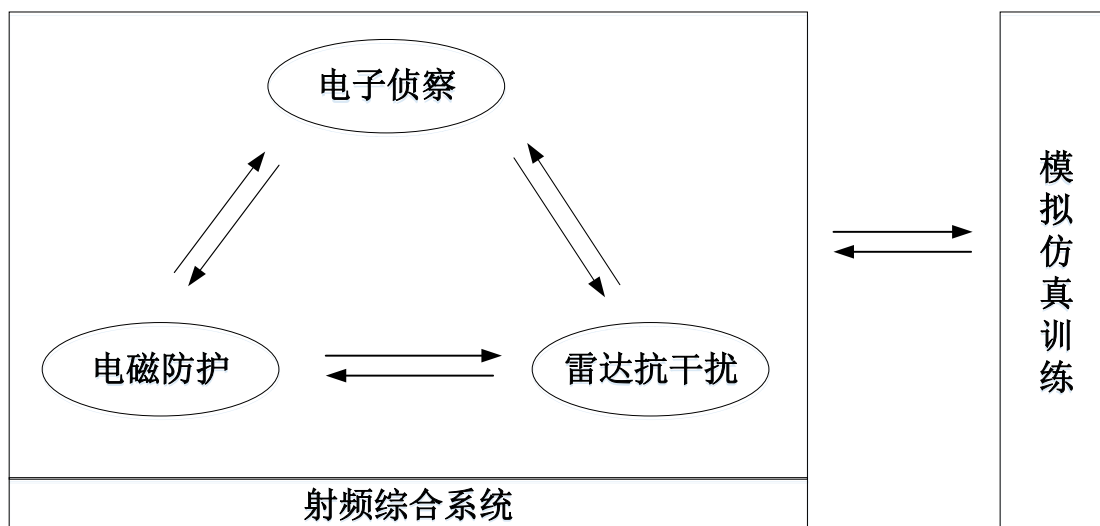 电子侦察
电磁防护
雷达抗干扰
射频综合系统
模拟仿真训练